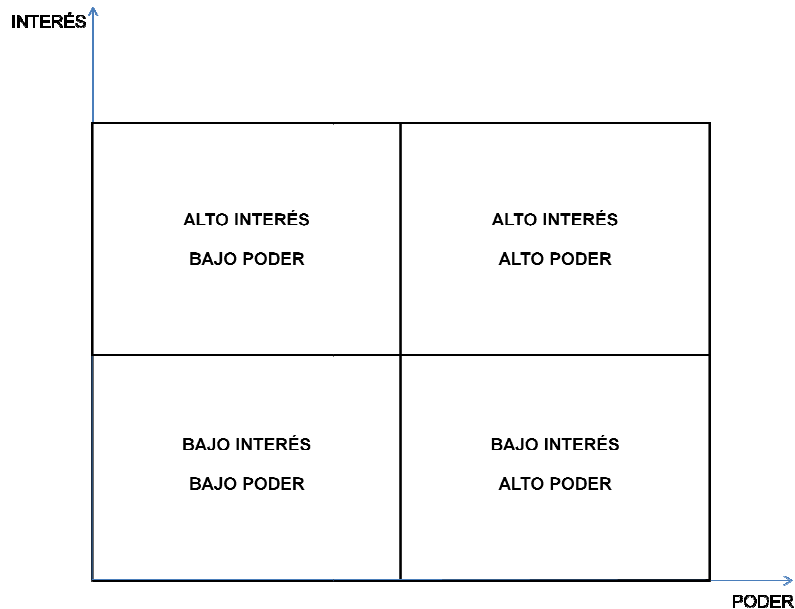 INTERÉS
ALTO INTERÉS
BAJO PODER
ALTO INTERÉS
ALTO PODER
BAJO INTERÉS
BAJO PODER
BAJO INTERÉS
ALTO PODER
PODER